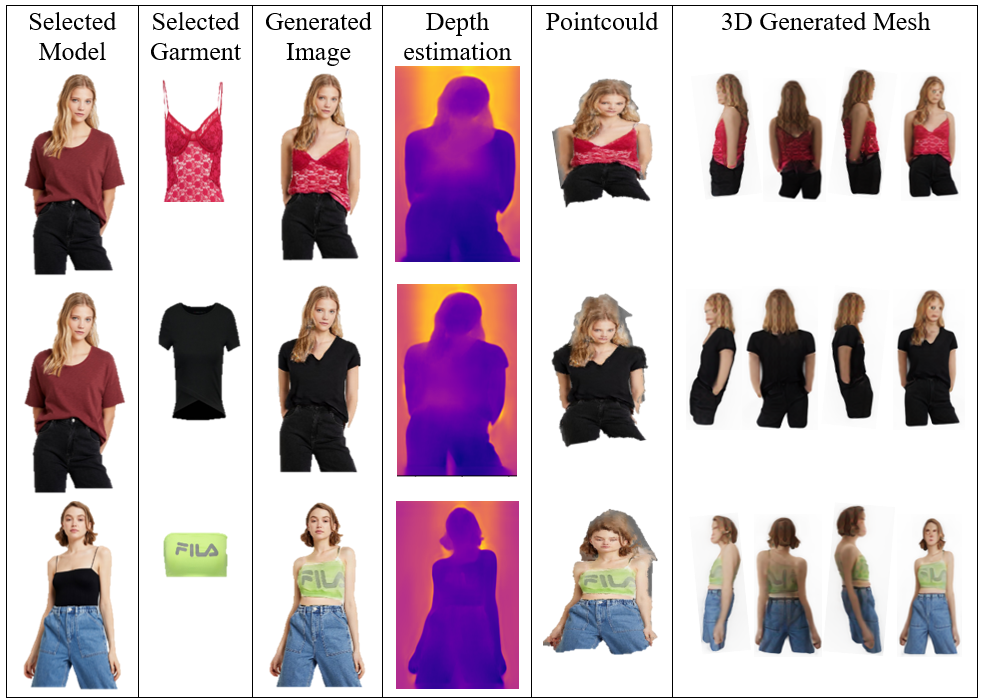 Selected
Model
Selected
Garment
Generated
Image
Depth
estimation
Pointcould
3D Generated Mesh
FILA
FILA
FILA